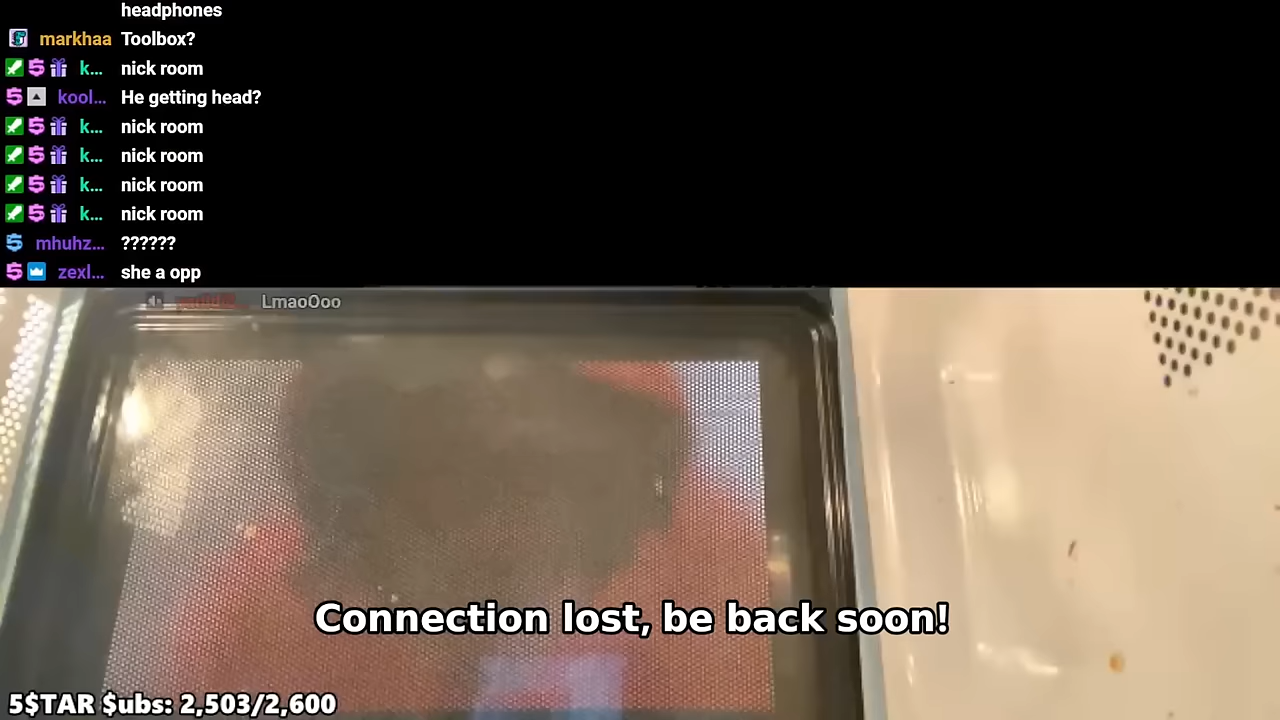 headphones
markhaa Toolbox?
k... nick room
kool... He getting head?
k... nick room
k... nick room
k... nick room
k... nick room
mhuhz... ??????
zexl... she a opp
LmaoOoo
Connection lost, be back soon!
5$TAR $ubs: 2,503/2,600